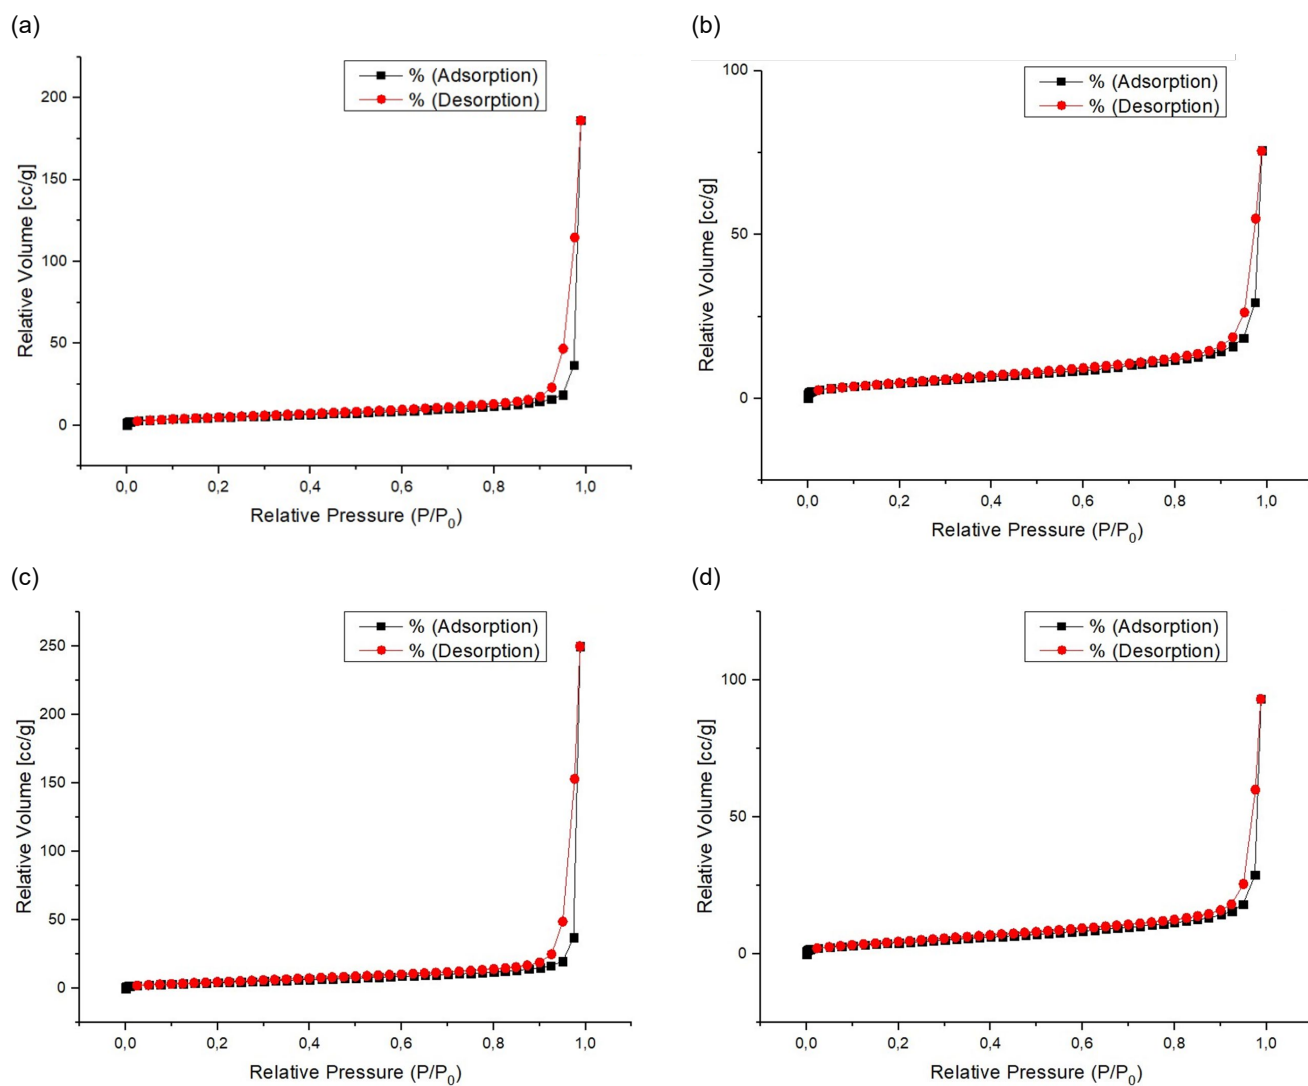 (a)
% (Adsorption)
% (Desorption)
200
150
100
50
0
Relative Volume [cc/g]
0,0 0,2 0,4 0,6 0,8 1,0
Relative Pressure (P/P₀)
(b)
% (Adsorption)
% (Desorption)
100
50
0
Relative Volume [cc/g]
0,0 0,2 0,4 0,6 0,8 1,0
Relative Pressure (P/P₀)
(c)
% (Adsorption)
% (Desorption)
250
200
150
100
50
0
Relative Volume [cc/g]
0,0 0,2 0,4 0,6 0,8 1,0
Relative Pressure (P/P₀)
(d)
% (Adsorption)
% (Desorption)
100
50
0
Relative Volume [cc/g]
0,0 0,2 0,4 0,6 0,8 1,0
Relative Pressure (P/P₀)